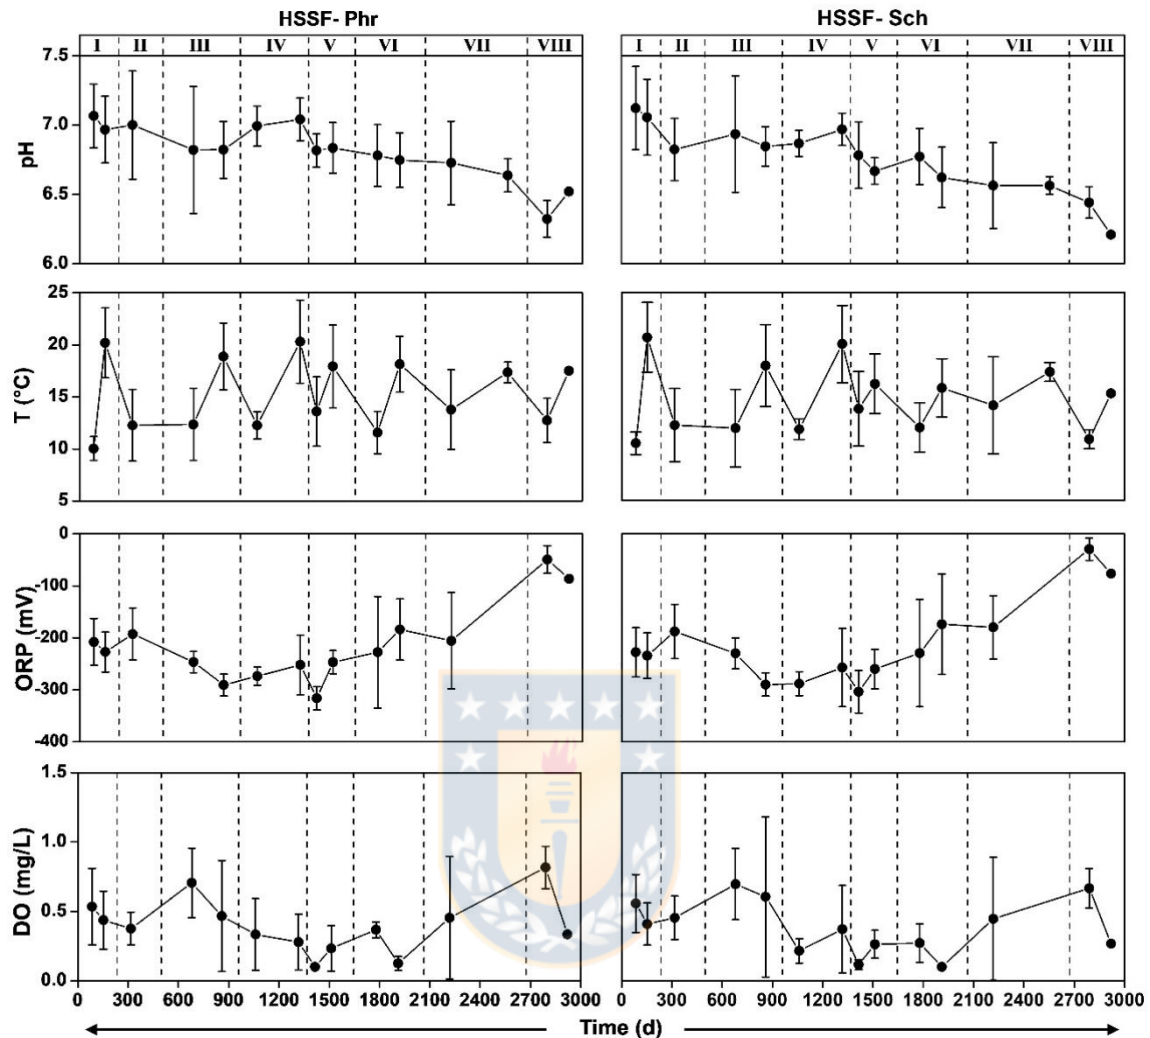 HSSF- Phr HSSF- Sch
I II III IV V VI VII VIII I II III IV V VI VII VIII
7.5
7.0
6.5
6.0
pH
25
20
15
10
5
T (°C)
0
-100
-200
-300
-400
ORP (mV)
1.5
1.0
0.5
0.0
DO (mg/L)
0 300 600 900 1200 1500 1800 2100 2400 2700 3000 0 300 600 900 1200 1500 1800 2100 2400 2700 3000
Time (d)